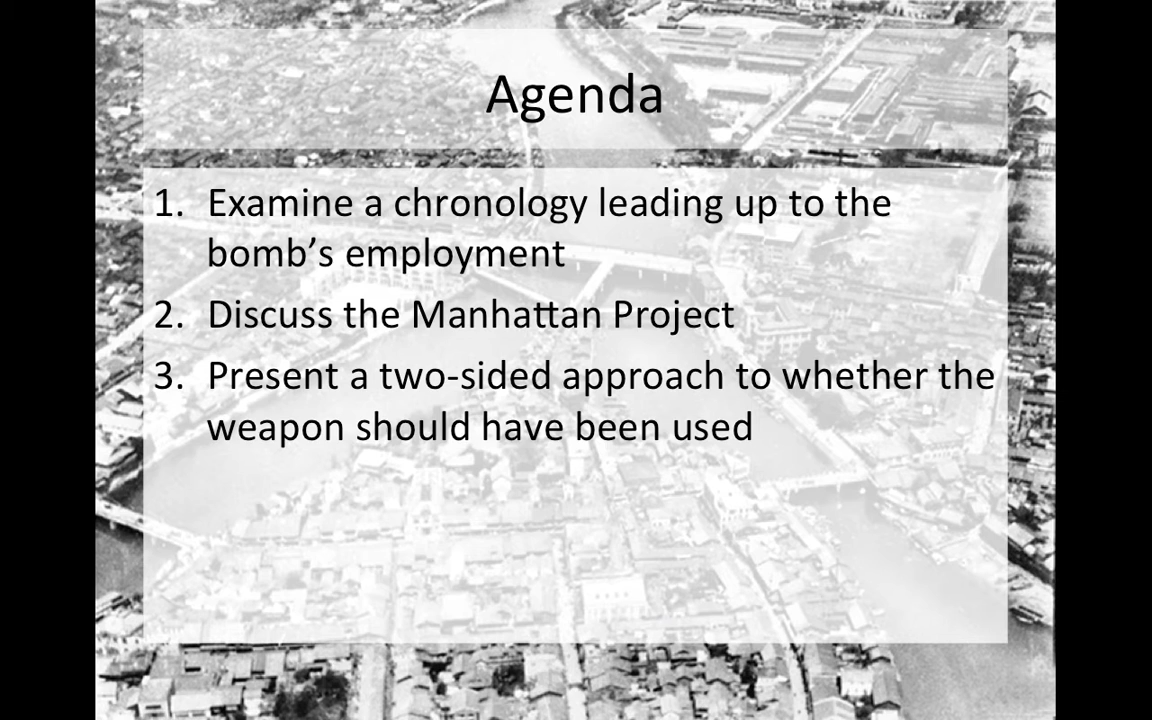 Agenda
1. Examine a chronology leading up to the
bomb’s employment
2. Discuss the Manhattan Project
3. Present a two-sided approach to whether the
weapon should have been used